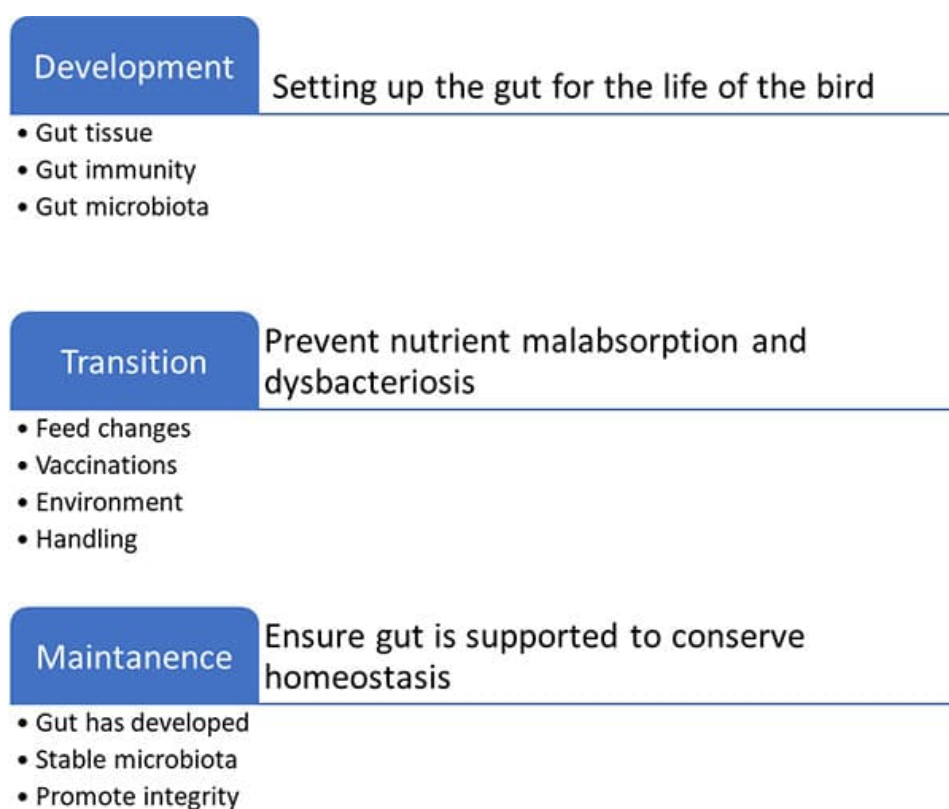 Development
Setting up the gut for the life of the bird
• Gut tissue
• Gut immunity
• Gut microbiota
Transition
Prevent nutrient malabsorption and
dysbacteriosis
• Feed changes
• Vaccinations
• Environment
• Handling
Maintanence
Ensure gut is supported to conserve
homeostasis
• Gut has developed
• Stable microbiota
• Promote integrity